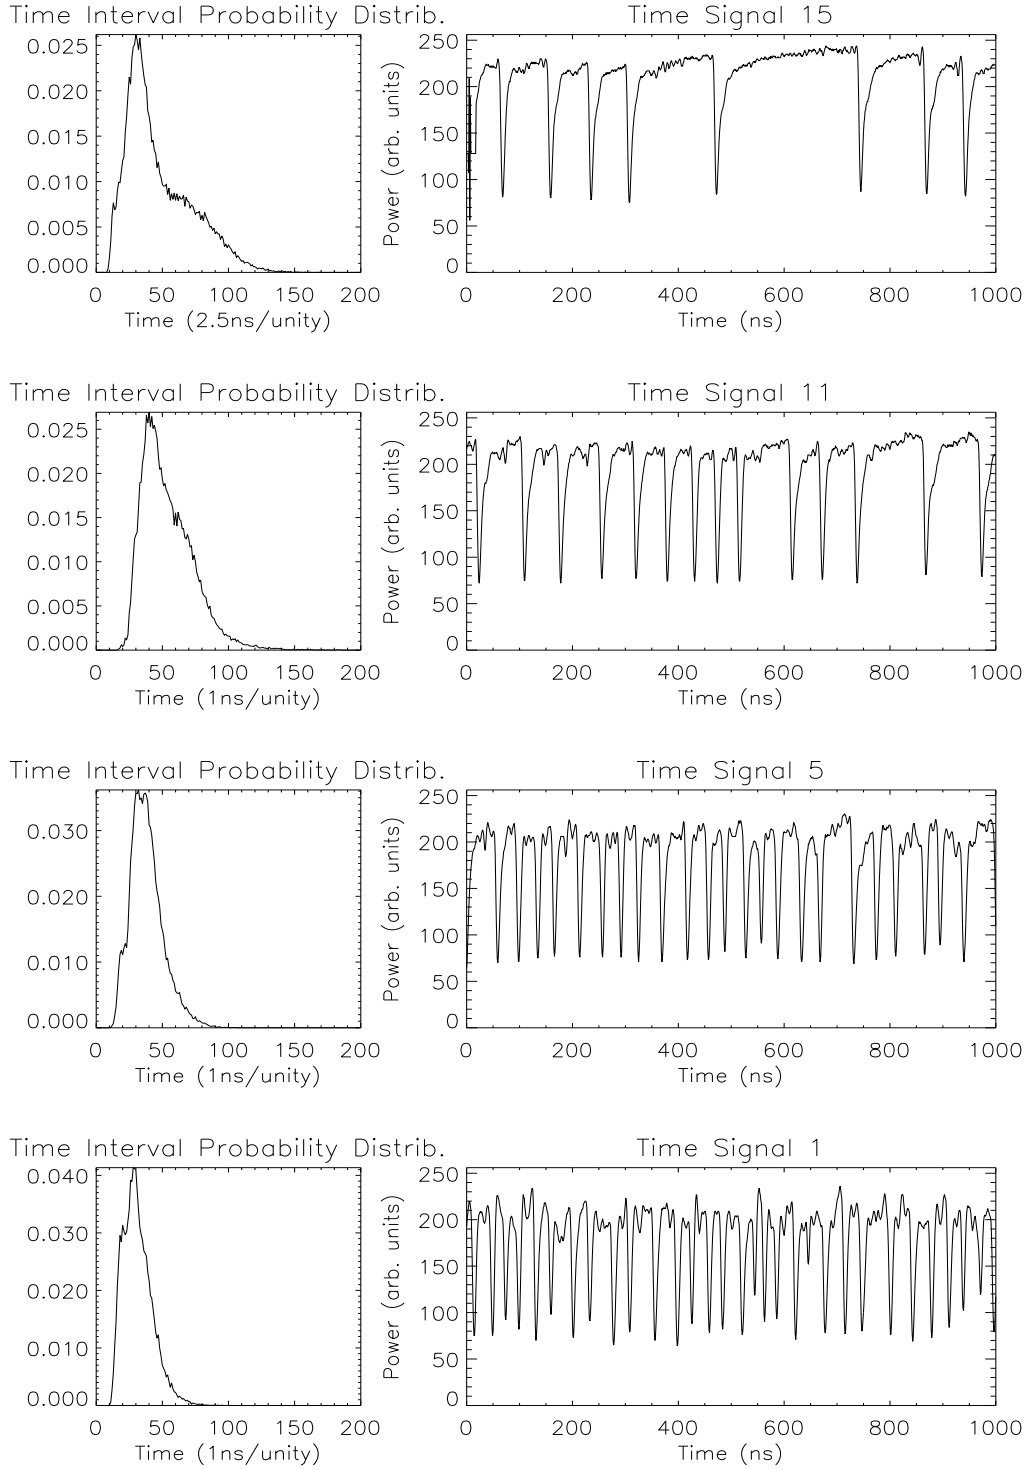 Time Interval Probability Distrib.
0.025
0.020
0.015
0.010
0.005
0.000
0 50 100 150 200
Time (2.5ns/unity)
Time Signal 15
Power (arb. units)
250
200
150
100
50
0
0 200 400 600 800 1000
Time (ns)
Time Interval Probability Distrib.
0.025
0.020
0.015
0.010
0.005
0.000
0 50 100 150 200
Time (1ns/unity)
Time Signal 11
Power (arb. units)
250
200
150
100
50
0
0 200 400 600 800 1000
Time (ns)
Time Interval Probability Distrib.
0.030
0.020
0.010
0.000
0 50 100 150 200
Time (1ns/unity)
Time Signal 5
Power (arb. units)
250
200
150
100
50
0
0 200 400 600 800 1000
Time (ns)
Time Interval Probability Distrib.
0.040
0.030
0.020
0.010
0.000
0 50 100 150 200
Time (1ns/unity)
Time Signal 1
Power (arb. units)
250
200
150
100
50
0
0 200 400 600 800 1000
Time (ns)